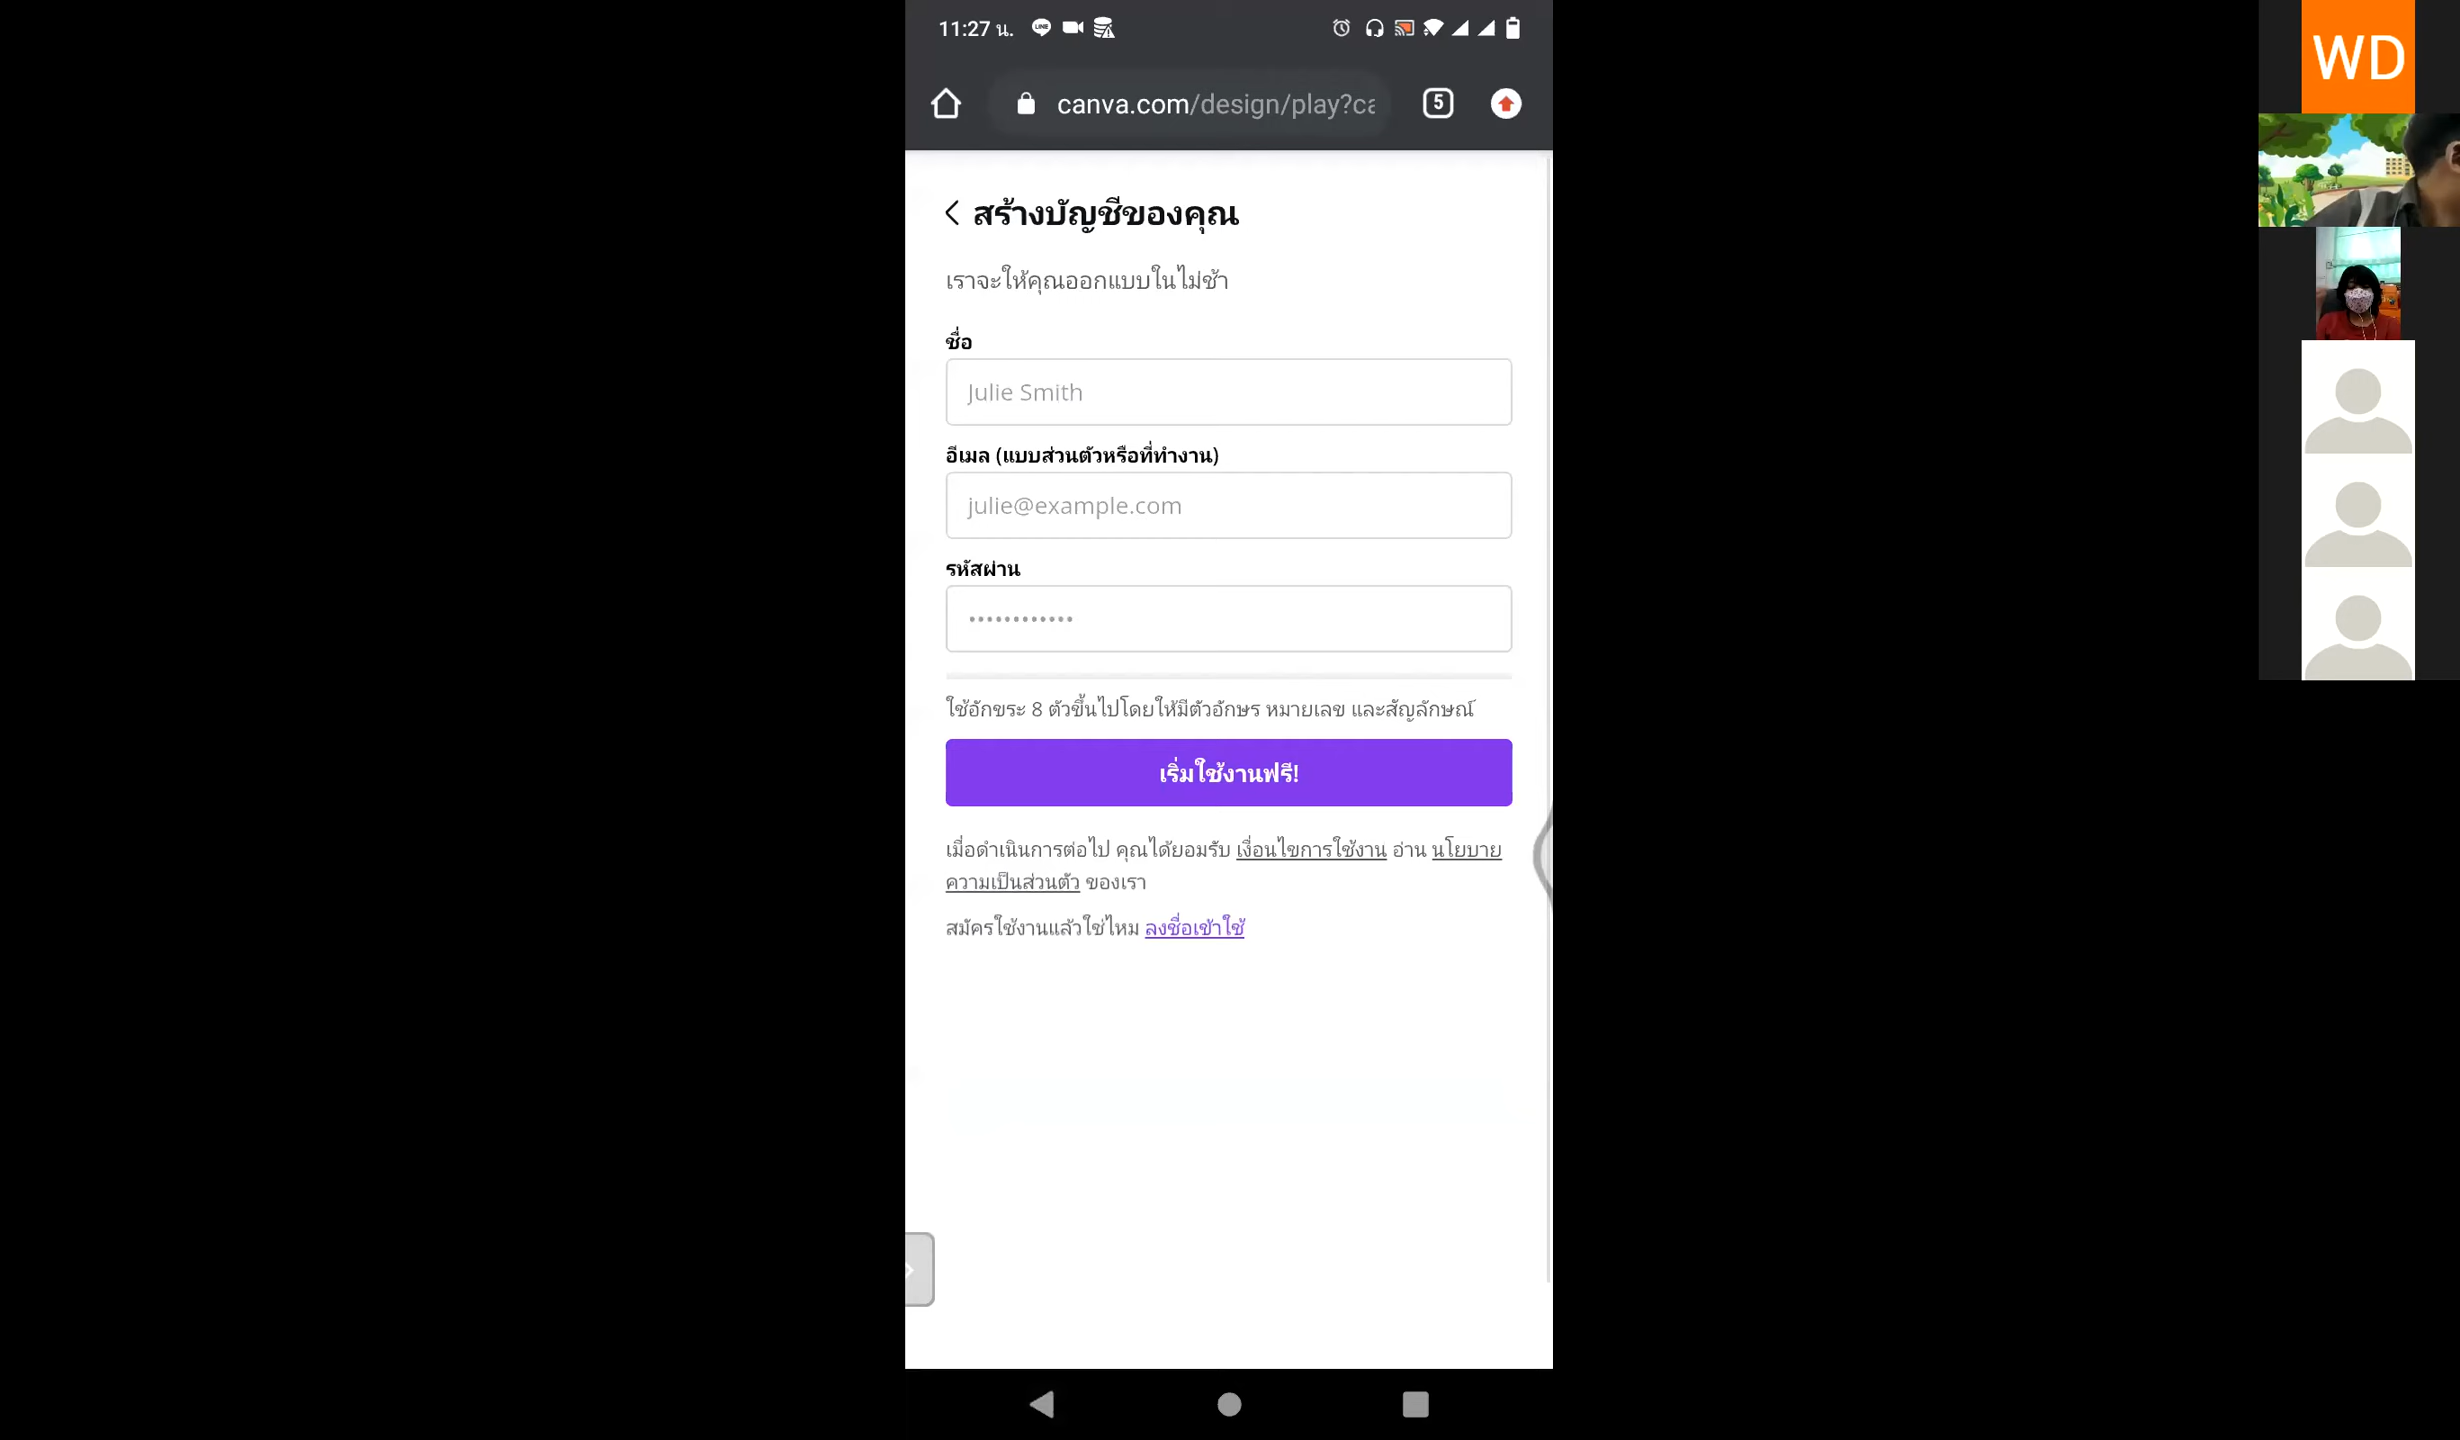 11:27 น.
canva.com/design/play?ca
5
WD
สร้างบัญชีของคุณ
เราจะให้คุณออกแบบในไม่ช้า
ชื่อ
Julie Smith
อีเมล (แบบส่วนตัวหรือที่ทำงาน)
julie@example.com
รหัสผ่าน
••••••••••••
ใช้อักขระ 8 ตัวขึ้นไปโดยให้มีตัวอักษร หมายเลข และสัญลักษณ์
เริ่มใช้งานฟรี!
เมื่อดำเนินการต่อไป คุณได้ยอมรับ เงื่อนไขการใช้งาน อ่าน นโยบาย
ความเป็นส่วนตัว ของเรา
สมัครใช้งานแล้วใช่ไหม ลงชื่อเข้าใช้